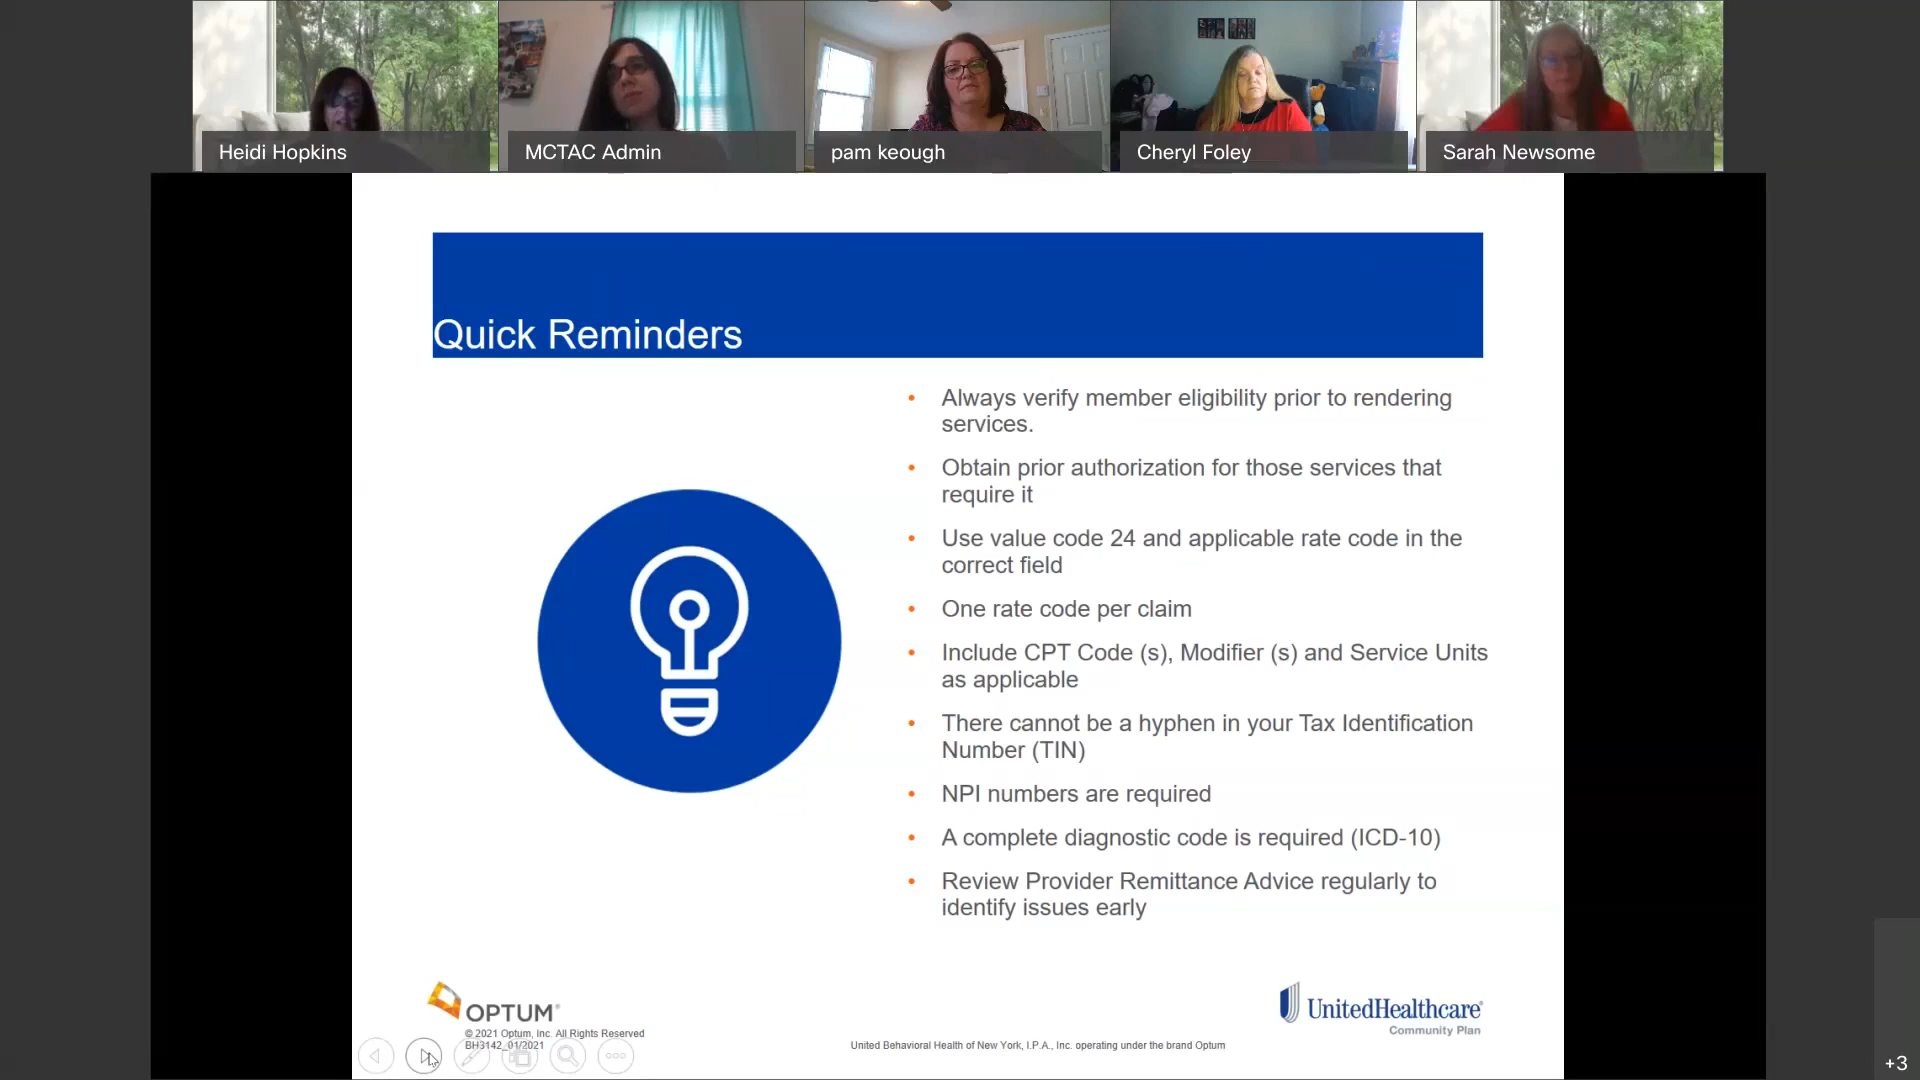 Heidi Hopkins
MCTAC Admin
pam keough
Cheryl Foley
Sarah Newsome
Quick Reminders
• Always verify member eligibility prior to rendering
services.
• Obtain prior authorization for those services that
require it
• Use value code 24 and applicable rate code in the
correct field
• One rate code per claim
• Include CPT Code (s), Modifier (s) and Service Units
as applicable
• There cannot be a hyphen in your Tax Identification
Number (TIN)
• NPI numbers are required
• A complete diagnostic code is required (ICD-10)
• Review Provider Remittance Advice regularly to
identify issues early
OPTUM®
© 2021 Optum, Inc. All Rights Reserved
BH3142_01/2021
United Behavioral Health of New York, I.P.A., Inc. operating under the brand Optum
UnitedHealthcare®
Community Plan
+3